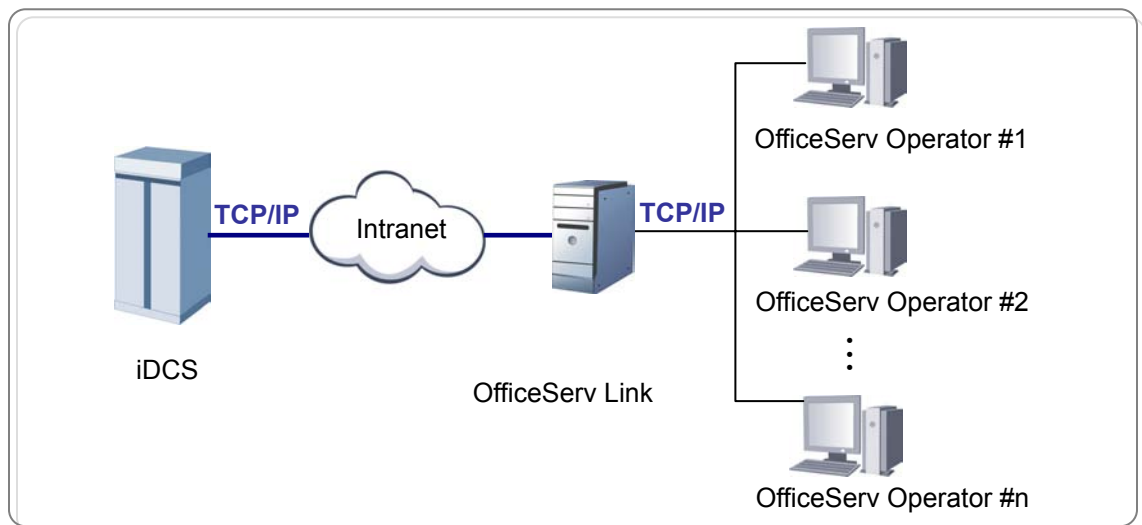 iDCS
TCP/IP
Intranet
OfficeServ Link
TCP/IP
OfficeServ Operator #1
OfficeServ Operator #2
OfficeServ Operator #n